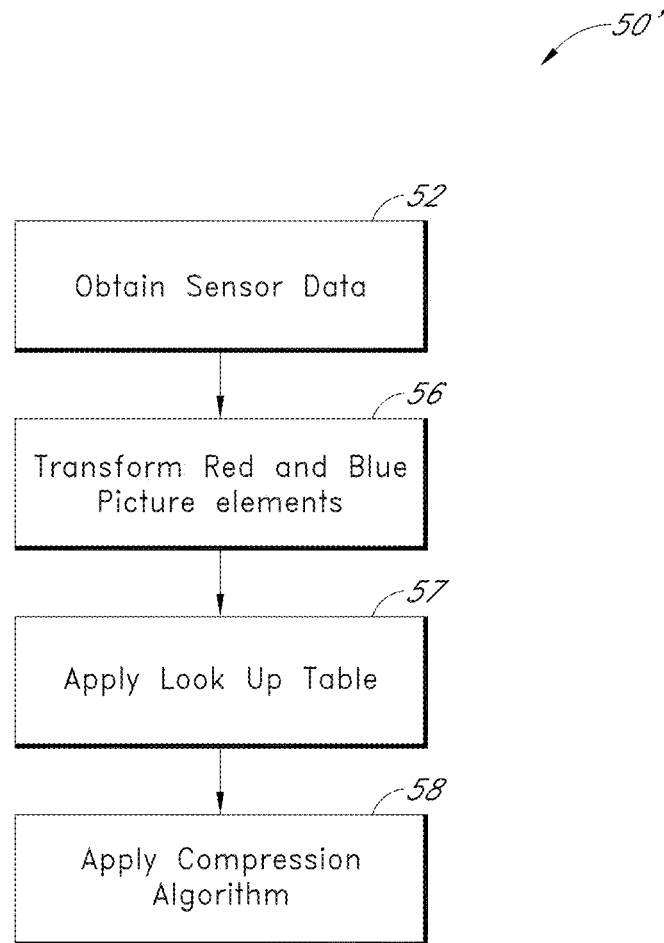 50'
52
Obtain Sensor Data
56
Transform Red and Blue
Picture elements
57
Apply Look Up Table
58
Apply Compression
Algorithm